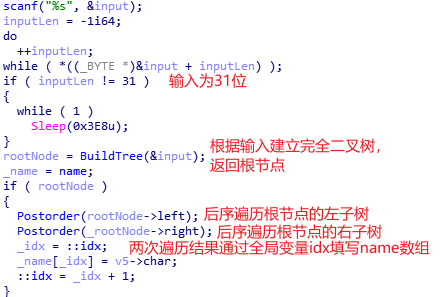 scanf("%s", &input);
inputLen = -1i64;
do
++inputLen;
while ( *((_BYTE *)&input + inputLen) );
if ( inputLen != 31 ) 输入为31位
{
while ( 1 )
Sleep(0x3E8u);
}
根据输入建立完全二叉树,
rootNode = BuildTree(&input); 返回根节点
_name = name;
if ( rootNode )
{
Postorder(rootNode->left); 后序遍历根节点的左子树
Postorder(_rootNode->right); 后序遍历根节点的右子树
_idx = ::idx; 两次遍历结果通过全局变量idx填写name数组
_name[_idx] = v5->char;
::idx = _idx + 1;
}